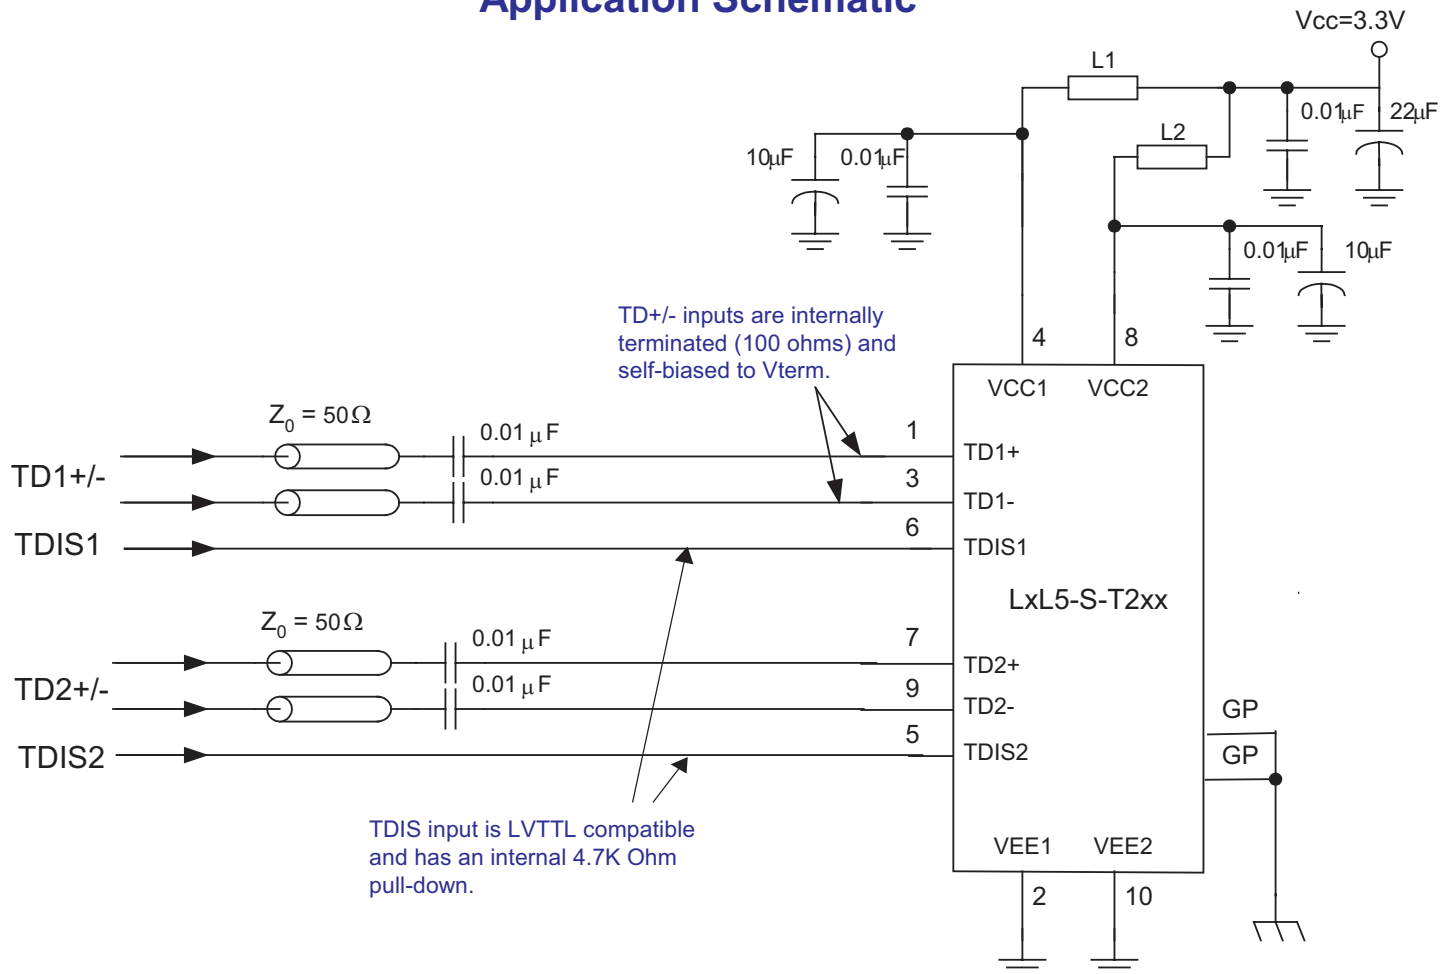 Application Schematic
Vcc=3.3V
L1
0.01μF 22μF
L2
10μF 0.01μF
0.01μF 10μF
TD+/- inputs are internally
terminated (100 ohms) and
self-biased to Vterm.
4 8
VCC1 VCC2
Z0 = 50Ω
0.01 μF
1
TD1+
TD1+/-
0.01 μF
3
TD1-
TDIS1
6
TDIS1
LxL5-S-T2xx
Z0 = 50Ω
0.01 μF
7
TD2+
TD2+/-
0.01 μF
9
TD2-
GP
TDIS2
5
TDIS2
GP
TDIS input is LVTTL compatible
and has an internal 4.7K Ohm
pull-down.
VEE1 VEE2
2 10